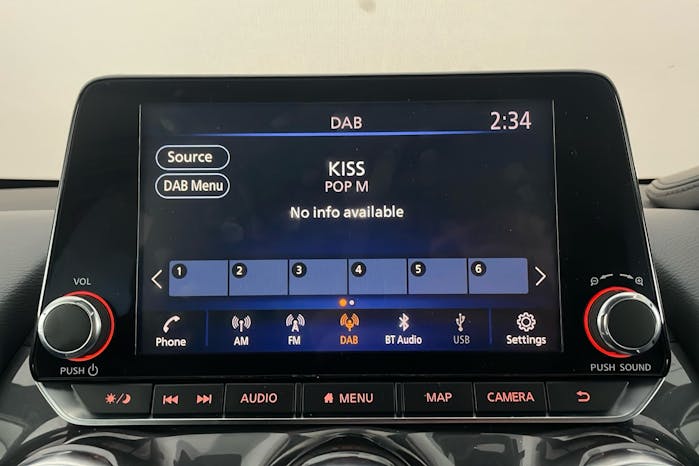 DAB
2:34
Source
KISS
DAB Menu
POP M
No info available
1 2 3 4 5 6
VOL
Phone AM FM DAB BT Audio USB Settings
PUSH
PUSH SOUND
AUDIO MENU MAP CAMERA